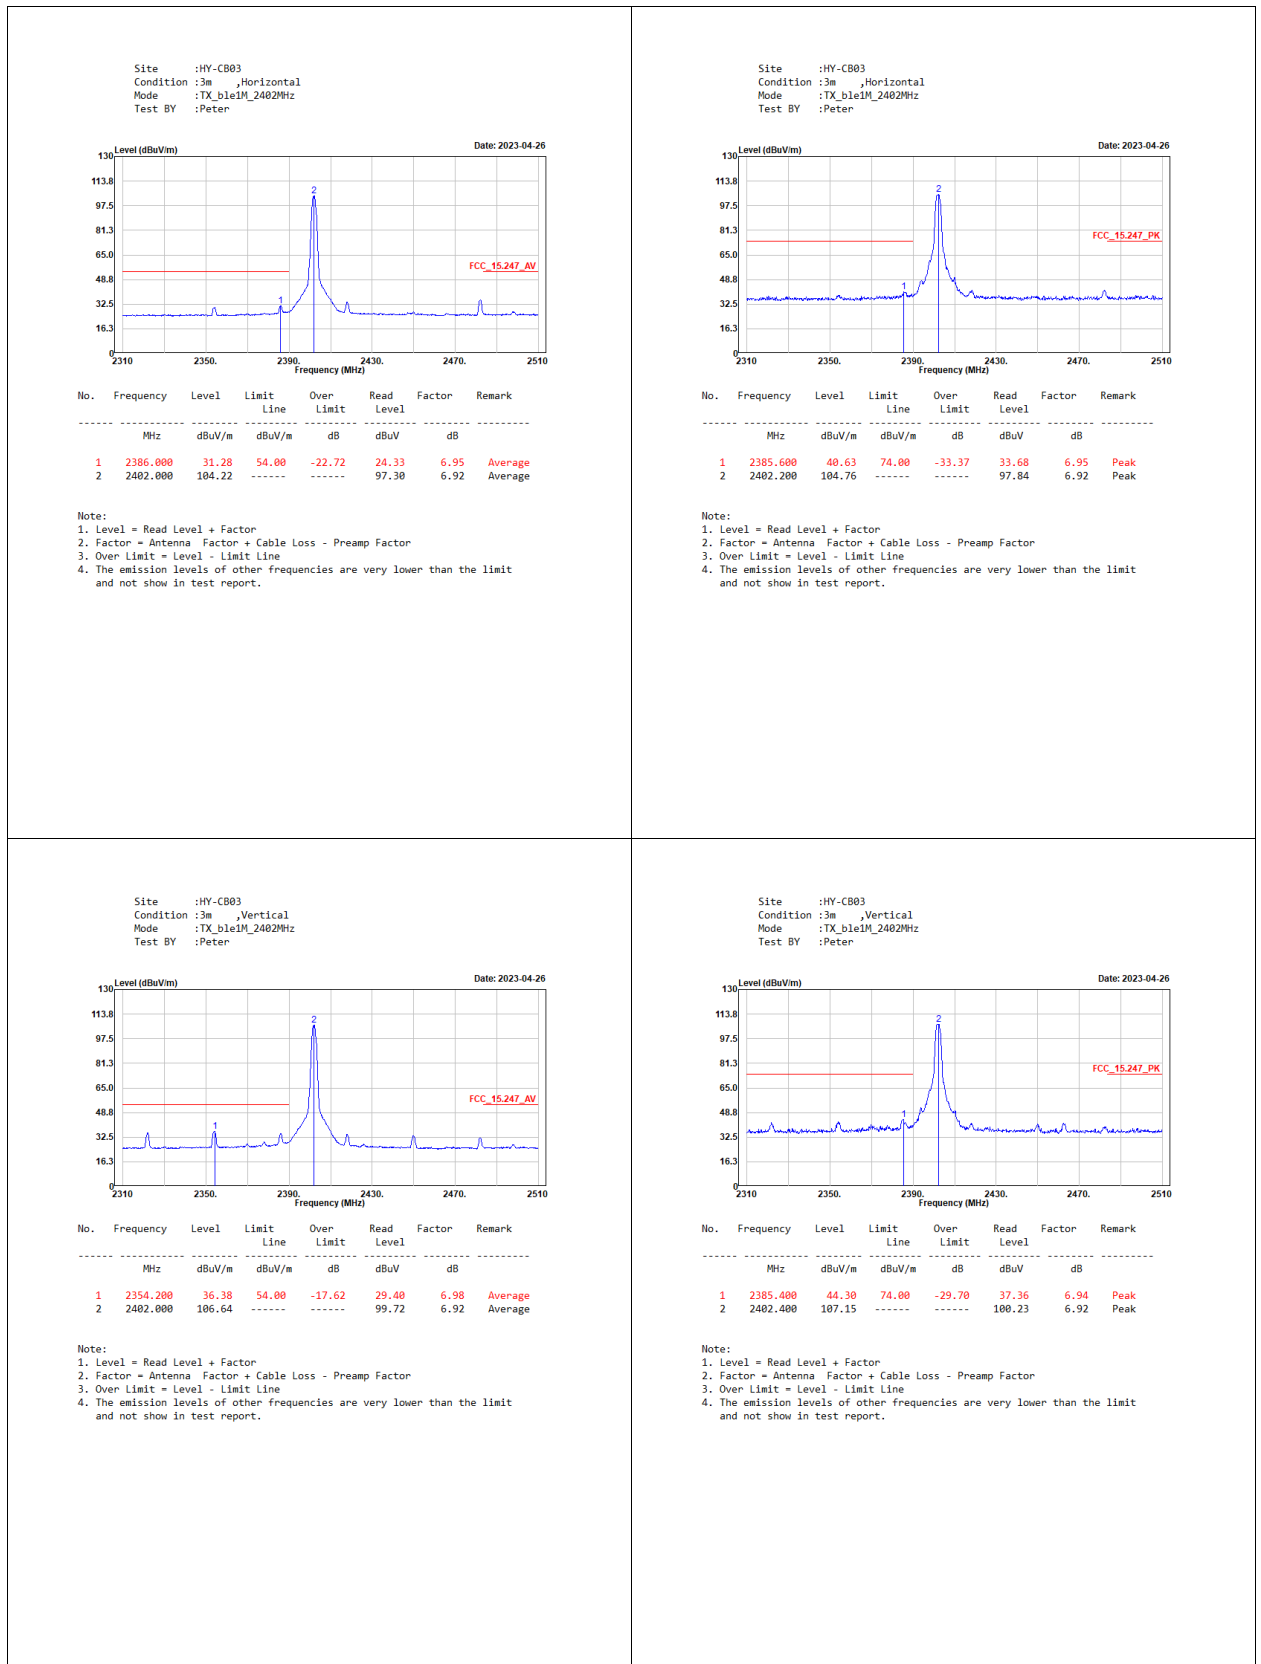 Site      :HY-CB03
Condition :3m    ,Horizontal
Mode      :TX_ble1M_2402MHz
Test BY   :Peter
Level (dBuV/m)
Date: 2023-04-26
130
113.8
97.5
81.3
65.0
48.8
32.5
16.3
0
2
1
FCC_15.247_AV
2310 2350. 2390. 2430. 2470. 2510
Frequency (MHz)
No. Frequency Level Limit Over Read Factor Remark
Line Limit Level
------ ----------- -------- -------- --------- --------- -------- ---------
MHz dBuV/m dBuV/m dB dBuV dB
1 2386.000 31.28 54.00 -22.72 24.33 6.95 Average
2 2402.000 104.22 ------ ------ 97.30 6.92 Average
Note:
1. Level = Read Level + Factor
2. Factor = Antenna  Factor + Cable Loss - Preamp Factor
3. Over Limit = Level - Limit Line
4. The emission levels of other frequencies are very lower than the limit
and not show in test report.
Site      :HY-CB03
Condition :3m    ,Horizontal
Mode      :TX_ble1M_2402MHz
Test BY   :Peter
Level (dBuV/m)
Date: 2023-04-26
130
113.8
97.5
81.3
65.0
48.8
32.5
16.3
0
2
1
FCC_15.247_PK
2310 2350. 2390. 2430. 2470. 2510
Frequency (MHz)
No. Frequency Level Limit Over Read Factor Remark
Line Limit Level
------ ----------- -------- -------- --------- --------- -------- ---------
MHz dBuV/m dBuV/m dB dBuV dB
1 2385.600 40.63 74.00 -33.37 33.68 6.95 Peak
2 2402.200 104.76 ------ ------ 97.84 6.92 Peak
Note:
1. Level = Read Level + Factor
2. Factor = Antenna  Factor + Cable Loss - Preamp Factor
3. Over Limit = Level - Limit Line
4. The emission levels of other frequencies are very lower than the limit
and not show in test report.
Site      :HY-CB03
Condition :3m    ,Vertical
Mode      :TX_ble1M_2402MHz
Test BY   :Peter
Level (dBuV/m)
Date: 2023-04-26
130
113.8
97.5
81.3
65.0
48.8
32.5
16.3
0
2
1
FCC_15.247_AV
2310 2350. 2390. 2430. 2470. 2510
Frequency (MHz)
No. Frequency Level Limit Over Read Factor Remark
Line Limit Level
------ ----------- -------- -------- --------- --------- -------- ---------
MHz dBuV/m dBuV/m dB dBuV dB
1 2354.200 36.38 54.00 -17.62 29.40 6.98 Average
2 2402.000 106.64 ------ ------ 99.72 6.92 Average
Note:
1. Level = Read Level + Factor
2. Factor = Antenna  Factor + Cable Loss - Preamp Factor
3. Over Limit = Level - Limit Line
4. The emission levels of other frequencies are very lower than the limit
and not show in test report.
Site      :HY-CB03
Condition :3m    ,Vertical
Mode      :TX_ble1M_2402MHz
Test BY   :Peter
Level (dBuV/m)
Date: 2023-04-26
130
113.8
97.5
81.3
65.0
48.8
32.5
16.3
0
2
1
FCC_15.247_PK
2310 2350. 2390. 2430. 2470. 2510
Frequency (MHz)
No. Frequency Level Limit Over Read Factor Remark
Line Limit Level
------ ----------- -------- -------- --------- --------- -------- ---------
MHz dBuV/m dBuV/m dB dBuV dB
1 2385.400 44.30 74.00 -29.70 37.36 6.94 Peak
2 2402.400 107.15 ------ ------ 100.23 6.92 Peak
Note:
1. Level = Read Level + Factor
2. Factor = Antenna  Factor + Cable Loss - Preamp Factor
3. Over Limit = Level - Limit Line
4. The emission levels of other frequencies are very lower than the limit
and not show in test report.